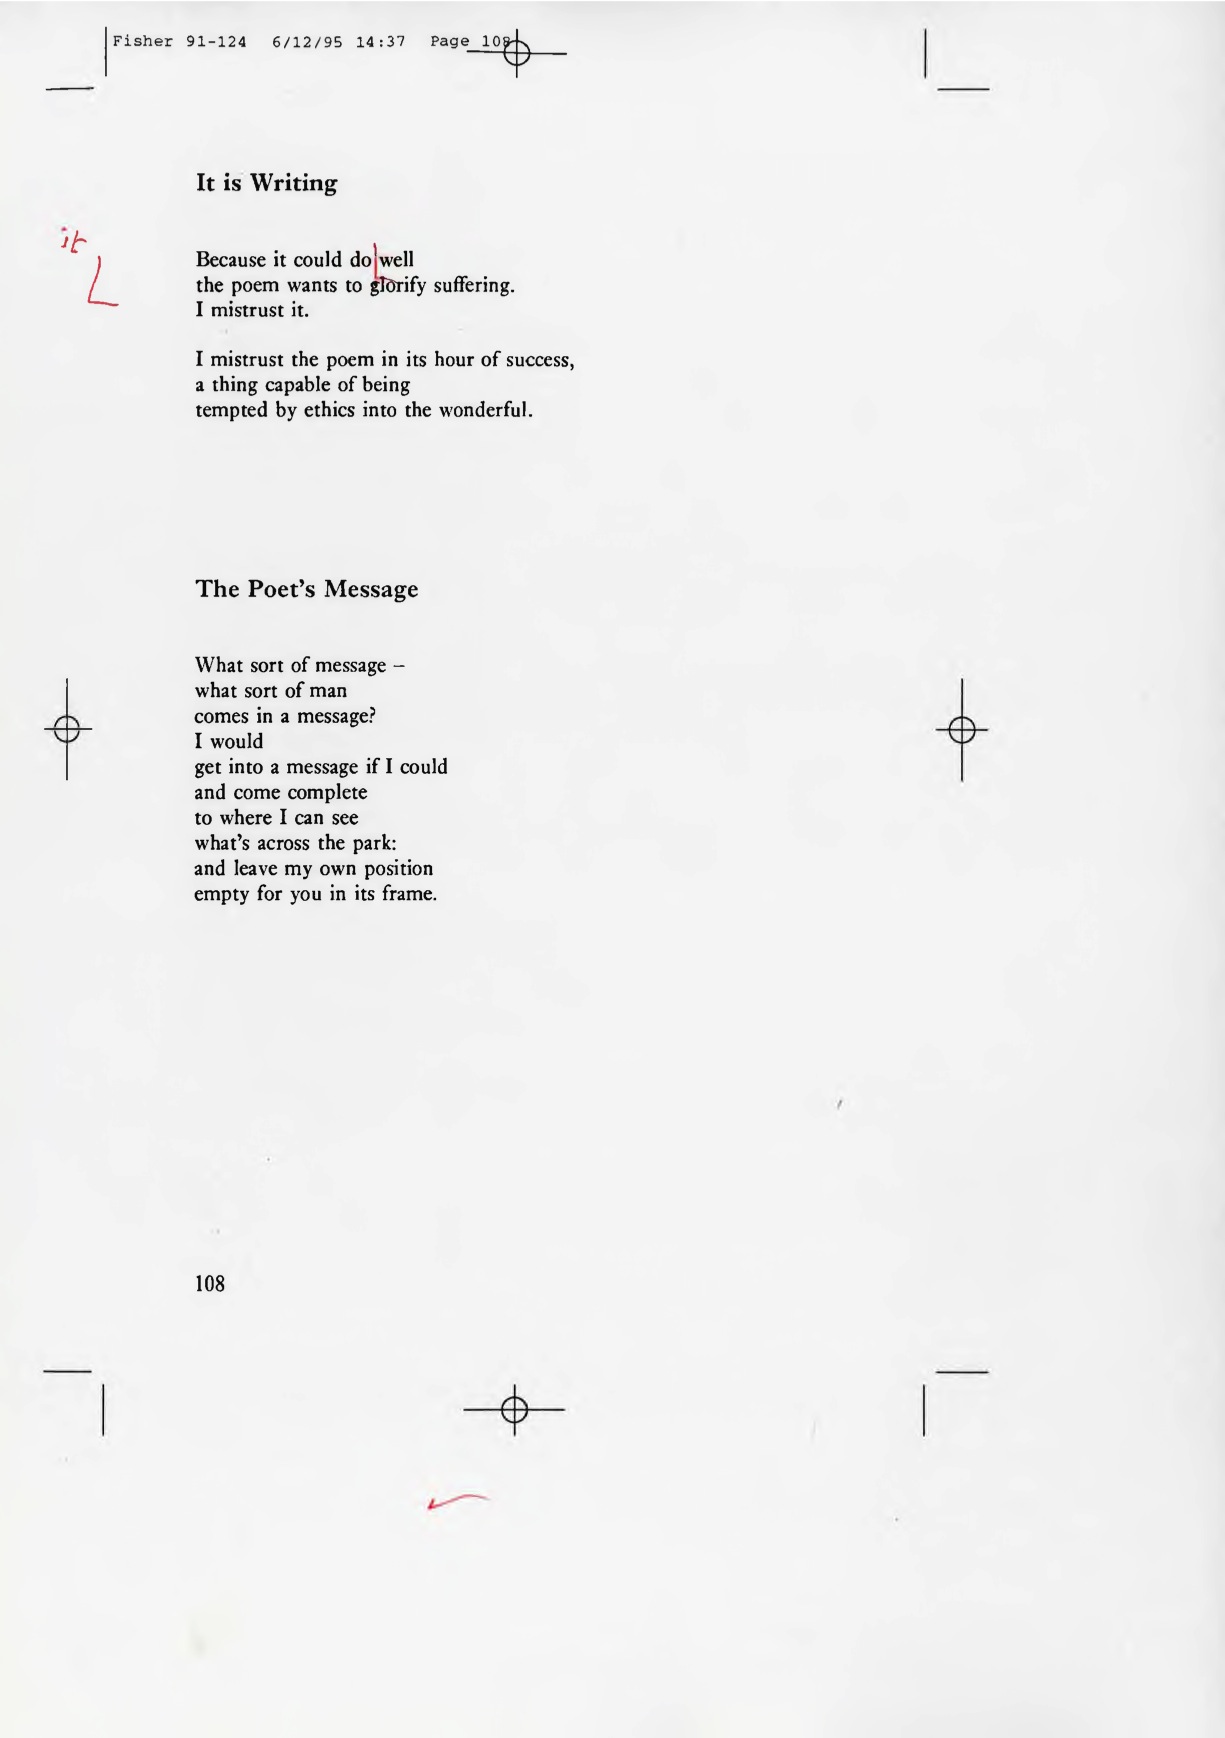 Fisher 91-124 6/12/95 14:37 Page 108
It is Writing
it
Because it could do well
the poem wants to glorify suffering.
I mistrust it.
I mistrust the poem in its hour of success,
a thing capable of being
tempted by ethics into the wonderful.
The Poet's Message
What sort of message –
what sort of man
comes in a message?
I would
get into a message if I could
and come complete
to where I can see
what's across the park:
and leave my own position
empty for you in its frame.
108